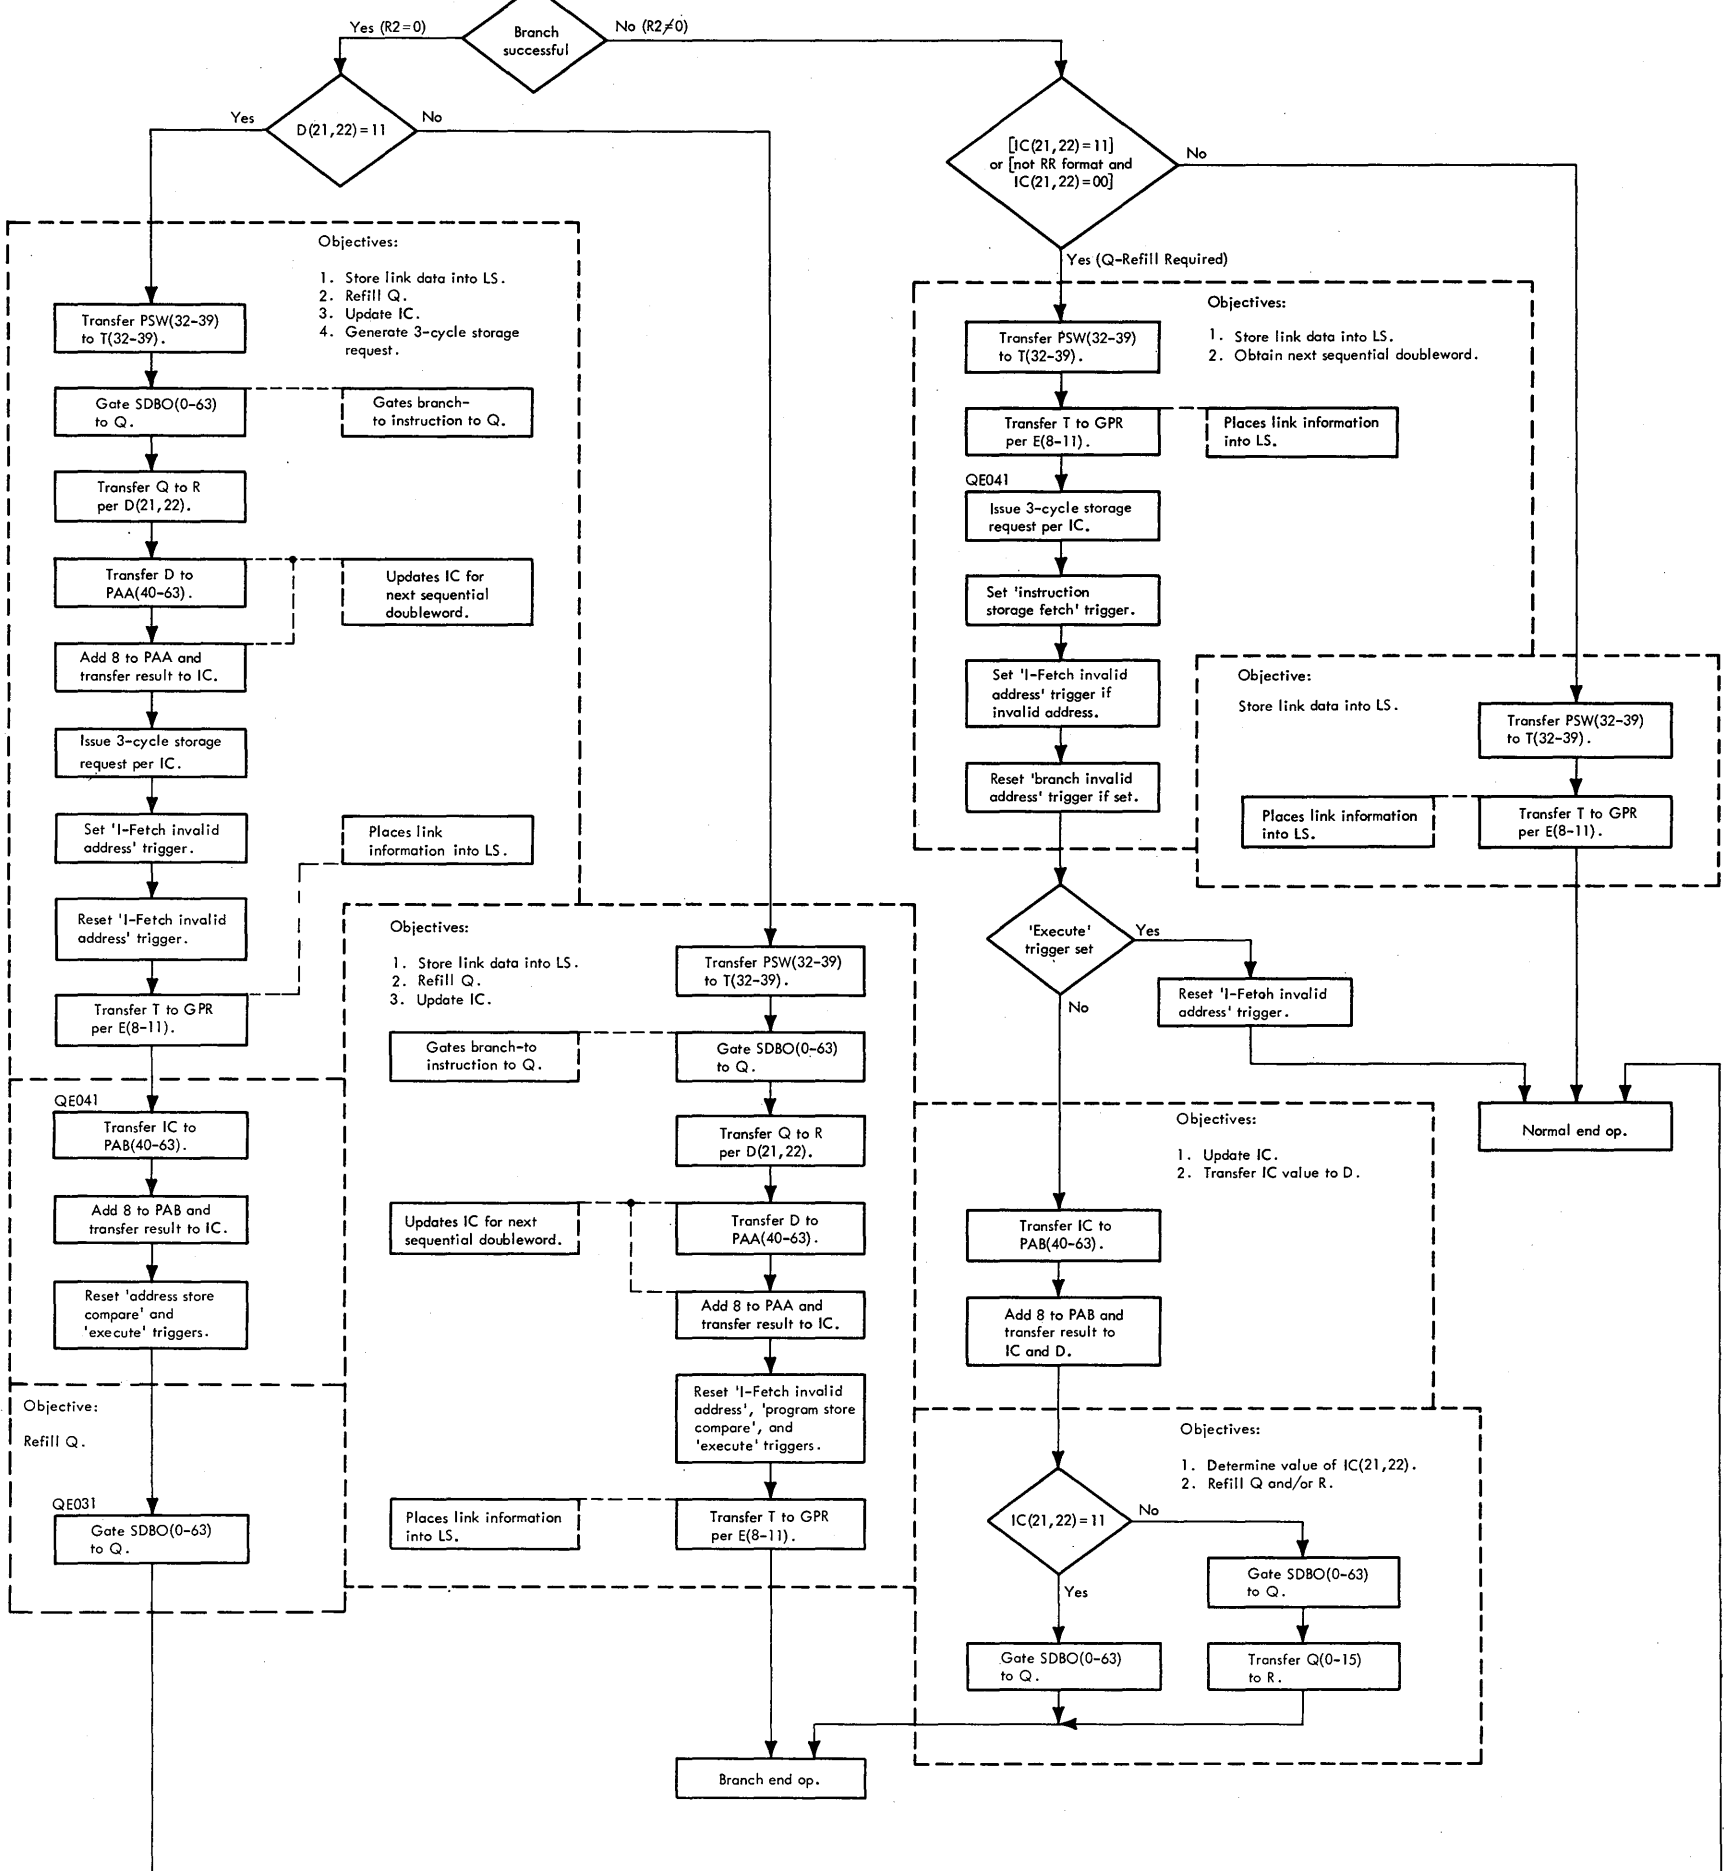 Yes (R2=0)
Branch
successful
No (R2≠0)
Yes
D(21,22)=11
No
[IC(21,22)=11]
or [not RR format and
IC(21,22)=00]
No
Yes (Q-Refill Required)
Objectives:
1. Store link data into LS.
2. Refill Q.
3. Update IC.
4. Generate 3-cycle storage
request.
Transfer PSW(32-39)
to T(32-39).
Gate SDBO(0-63)
to Q.
Gates branch-
to instruction to Q.
Transfer Q to R
per D(21,22).
Transfer D to
PAA(40-63).
Updates IC for
next sequential
doubleword.
Add 8 to PAA and
transfer result to IC.
Issue 3-cycle storage
request per IC.
Set 'I-Fetch invalid
address' trigger.
Places link
information into LS.
Reset 'I-Fetch invalid
address' trigger.
Transfer T to GPR
per E(8-11).
QE041
Transfer IC to
PAB(40-63).
Add 8 to PAB and
transfer result to IC.
Reset 'address store
compare' and
'execute' triggers.
Objective:
Refill Q.
QE031
Gate SDBO(0-63)
to Q.
Objectives:
1. Store link data into LS.
2. Refill Q.
3. Update IC.
Transfer PSW(32-39)
to T(32-39).
Gates branch-to
instruction to Q.
Gate SDBO(0-63)
to Q.
Transfer Q to R
per D(21,22).
Updates IC for next
sequential doubleword.
Transfer D to
PAA(40-63).
Add 8 to PAA and
transfer result to IC.
Reset 'I-Fetch invalid
address', 'program store
compare', and
'execute' triggers.
Places link information
into LS.
Transfer T to GPR
per E(8-11).
Branch end op.
Objectives:
1. Store link data into LS.
2. Obtain next sequential doubleword.
Transfer PSW(32-39)
to T(32-39).
Transfer T to GPR
per E(8-11).
Places link information
into LS.
QE041
Issue 3-cycle storage
request per IC.
Set 'instruction
storage fetch' trigger.
Set 'I-Fetch invalid
address' trigger if
invalid address.
Reset 'branch invalid
address' trigger if set.
Objective:
Store link data into LS.
Transfer PSW(32-39)
to T(32-39).
Places link information
into LS.
Transfer T to GPR
per E(8-11).
'Execute'
trigger set
Yes
No
Reset 'I-Fetch invalid
address' trigger.
Normal end op.
Objectives:
1. Update IC.
2. Transfer IC value to D.
Transfer IC to
PAB(40-63).
Add 8 to PAB and
transfer result to
IC and D.
Objectives:
1. Determine value of IC(21,22).
2. Refill Q and/or R.
IC(21,22)=11
No
Yes
Gate SDBO(0-63)
to Q.
Gate SDBO(0-63)
to Q.
Transfer Q(0-15)
to R.